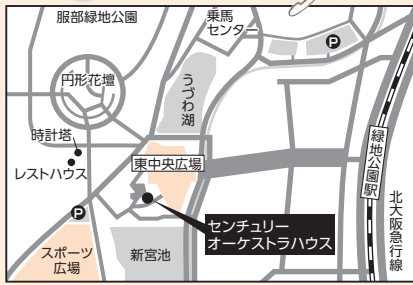 服部緑地公園
乗馬
センター
P
円形花壇
うづわ湖
時計塔
レストハウス
東中央広場
緑地公園駅
北大阪急行線
P
センチュリー
オーケストラハウス
スポーツ
広場
新宮池